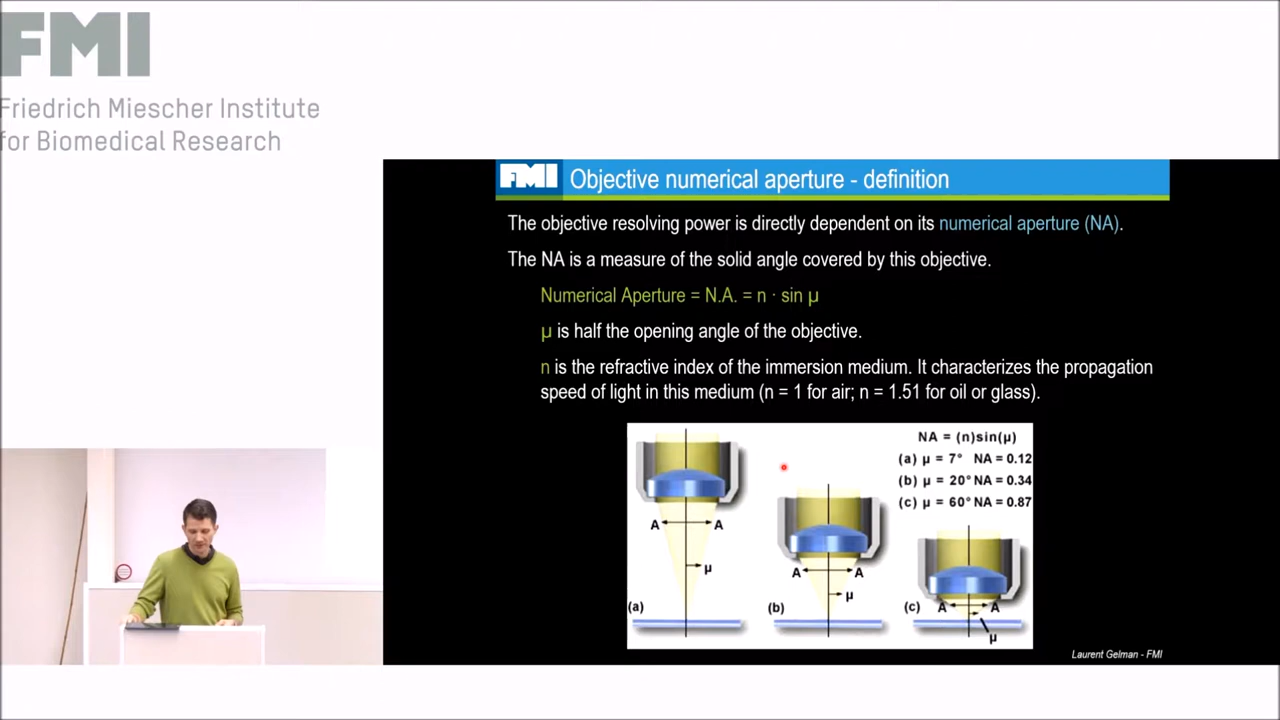 FMI
Friedrich Miescher Institute
for Biomedical Research
FMI Objective numerical aperture - definition
The objective resolving power is directly dependent on its numerical aperture (NA).
The NA is a measure of the solid angle covered by this objective.
Numerical Aperture = N.A. = n · sin μ
μ is half the opening angle of the objective.
n is the refractive index of the immersion medium. It characterizes the propagation
speed of light in this medium (n = 1 for air; n = 1.51 for oil or glass).
NA = (n)sin(μ)
(a) μ = 7° NA = 0.12
(b) μ = 20° NA = 0.34
(c) μ = 60° NA = 0.87
A A
μ
(a)
A A
μ
(b)
A A
μ
(c)
Laurent Gelman - FMI